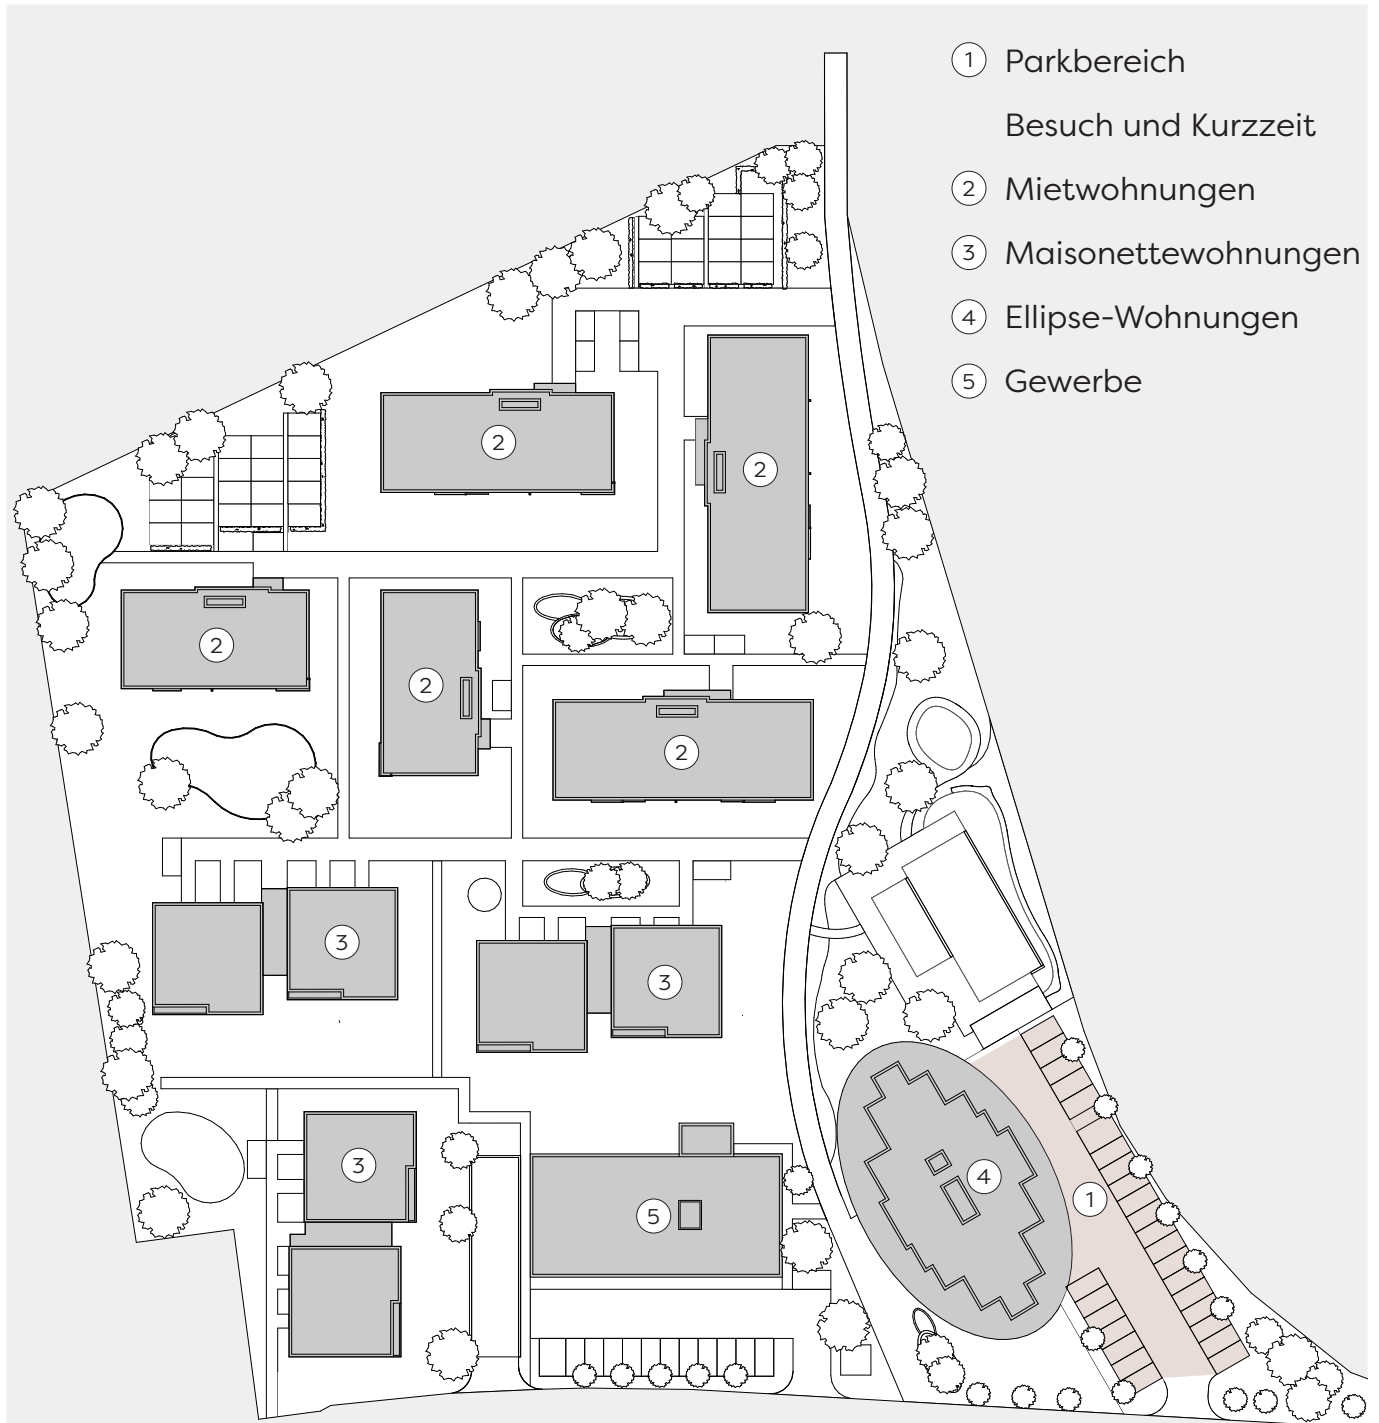 1 Parkbereich
Besuch und Kurzzeit
2 Mietwohnungen
3 Maisonettewohnungen
4 Ellipse-Wohnungen
5 Gewerbe
2
2
2
2
2
3
3
3
4
1
5